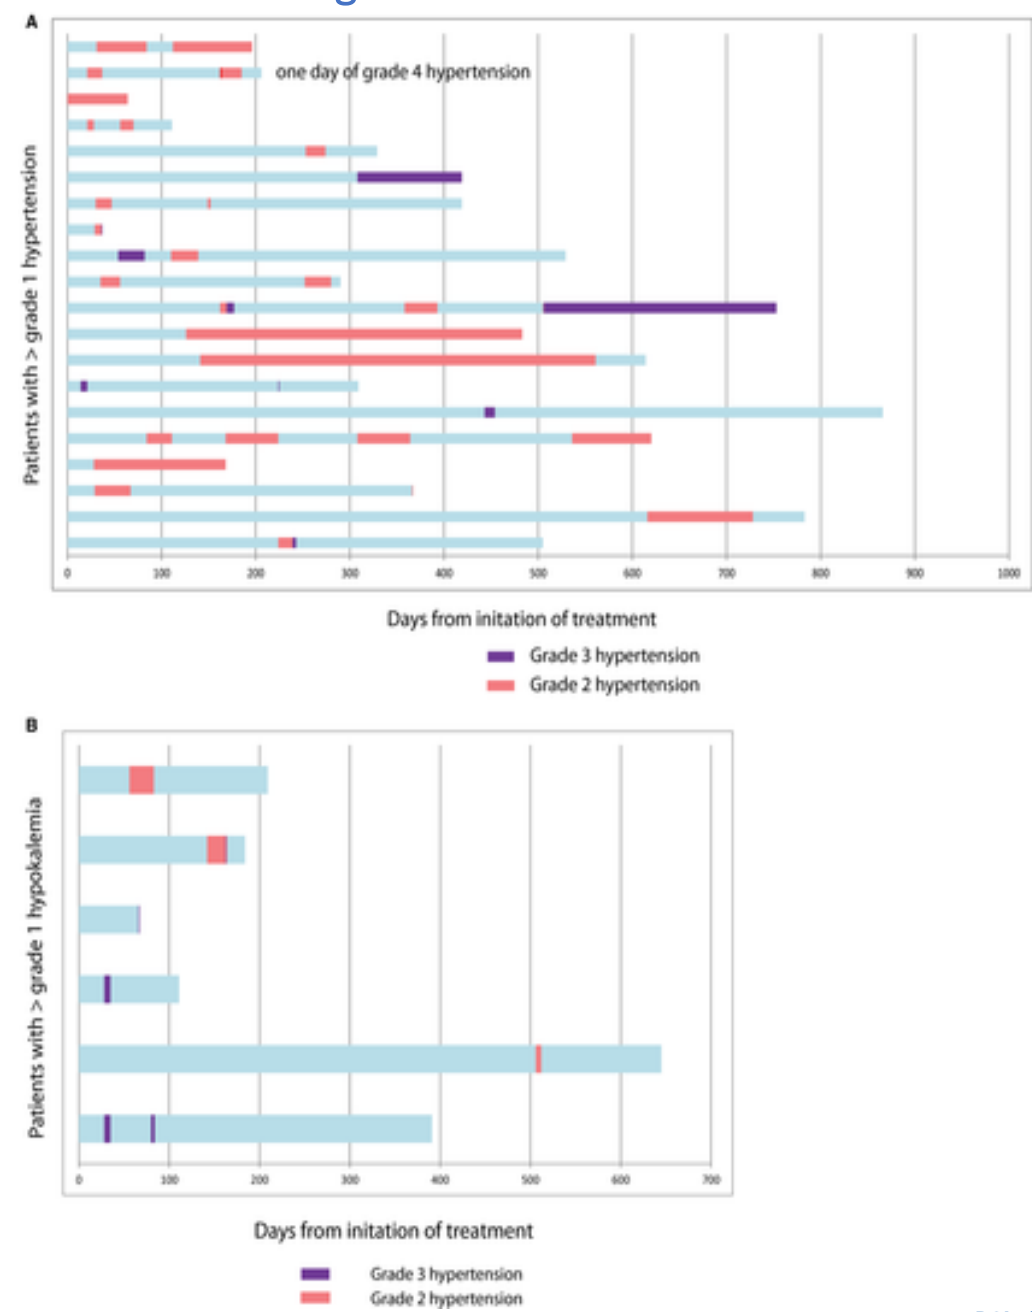 A
one day of grade 4 hypertension
Patients with > grade 1 hypertension
0 100 200 300 400 500 600 700 800 900 1000
Days from initation of treatment
Grade 3 hypertension
Grade 2 hypertension
B
Patients with > grade 1 hypokalemia
0 100 200 300 400 500 600 700
Days from initation of treatment
Grade 3 hypertension
Grade 2 hypertension